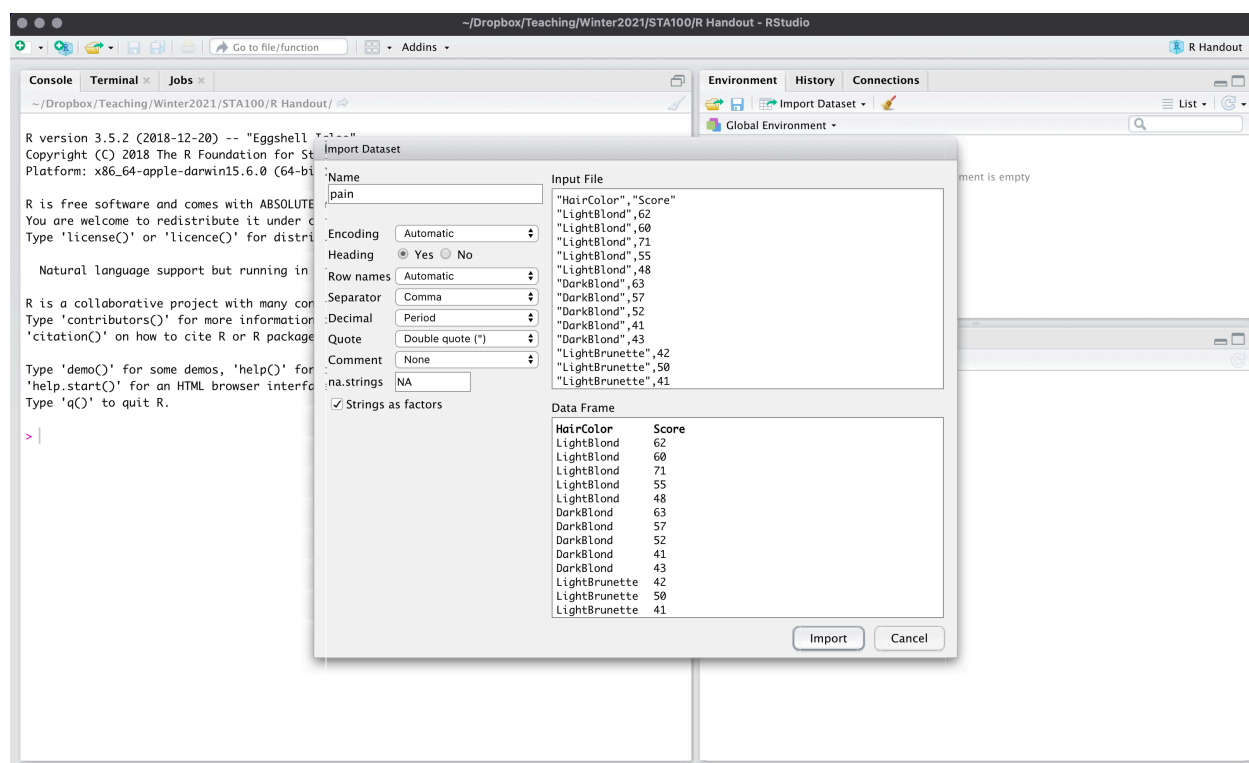 ~/Dropbox/Teaching/Winter2021/STA100/R Handout - RStudio
Go to file/function
Addins
R Handout
Console Terminal Jobs
~/Dropbox/Teaching/Winter2021/STA100/R Handout/
R version 3.5.2 (2018-12-20) -- "Eggshell
Copyright (C) 2018 The R Foundation for St
Platform: x86_64-apple-darwin15.6.0 (64-bi
R is free software and comes with ABSOLUTE
You are welcome to redistribute it under c
Type 'license()' or 'licence()' for distri
Natural language support but running in
R is a collaborative project with many con
Type 'contributors()' for more information
'citation()' on how to cite R or R package
Type 'demo()' for some demos, 'help()' for
'help.start()' for an HTML browser interfa
Type 'q()' to quit R.
>
Environment History Connections
Import Dataset
List
Global Environment
ment is empty
Import Dataset
Name
pain
Encoding Automatic
Heading Yes No
Row names Automatic
Separator Comma
Decimal Period
Quote Double quote (")
Comment None
na.strings NA
Strings as factors
Input File
"HairColor","Score"
"LightBlond",62
"LightBlond",60
"LightBlond",71
"LightBlond",55
"LightBlond",48
"DarkBlond",63
"DarkBlond",57
"DarkBlond",52
"DarkBlond",41
"DarkBlond",43
"LightBrunette",42
"LightBrunette",50
"LightBrunette",41
Data Frame
HairColor Score
LightBlond 62
LightBlond 60
LightBlond 71
LightBlond 55
LightBlond 48
DarkBlond 63
DarkBlond 57
DarkBlond 52
DarkBlond 41
DarkBlond 43
LightBrunette 42
LightBrunette 50
LightBrunette 41
Import Cancel